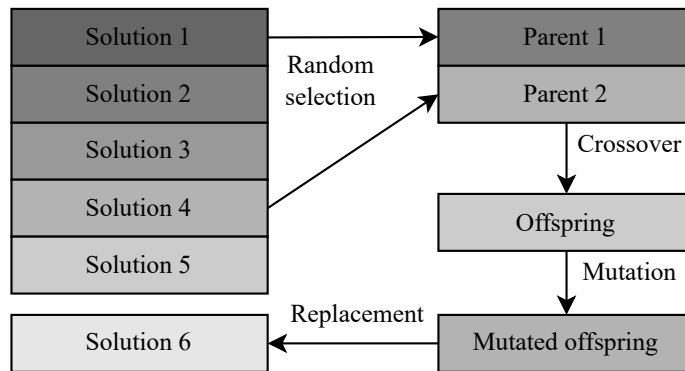 Solution 1
Solution 2
Solution 3
Solution 4
Solution 5
Solution 6
Random
selection
Parent 1
Parent 2
Crossover
Offspring
Mutation
Mutated offspring
Replacement